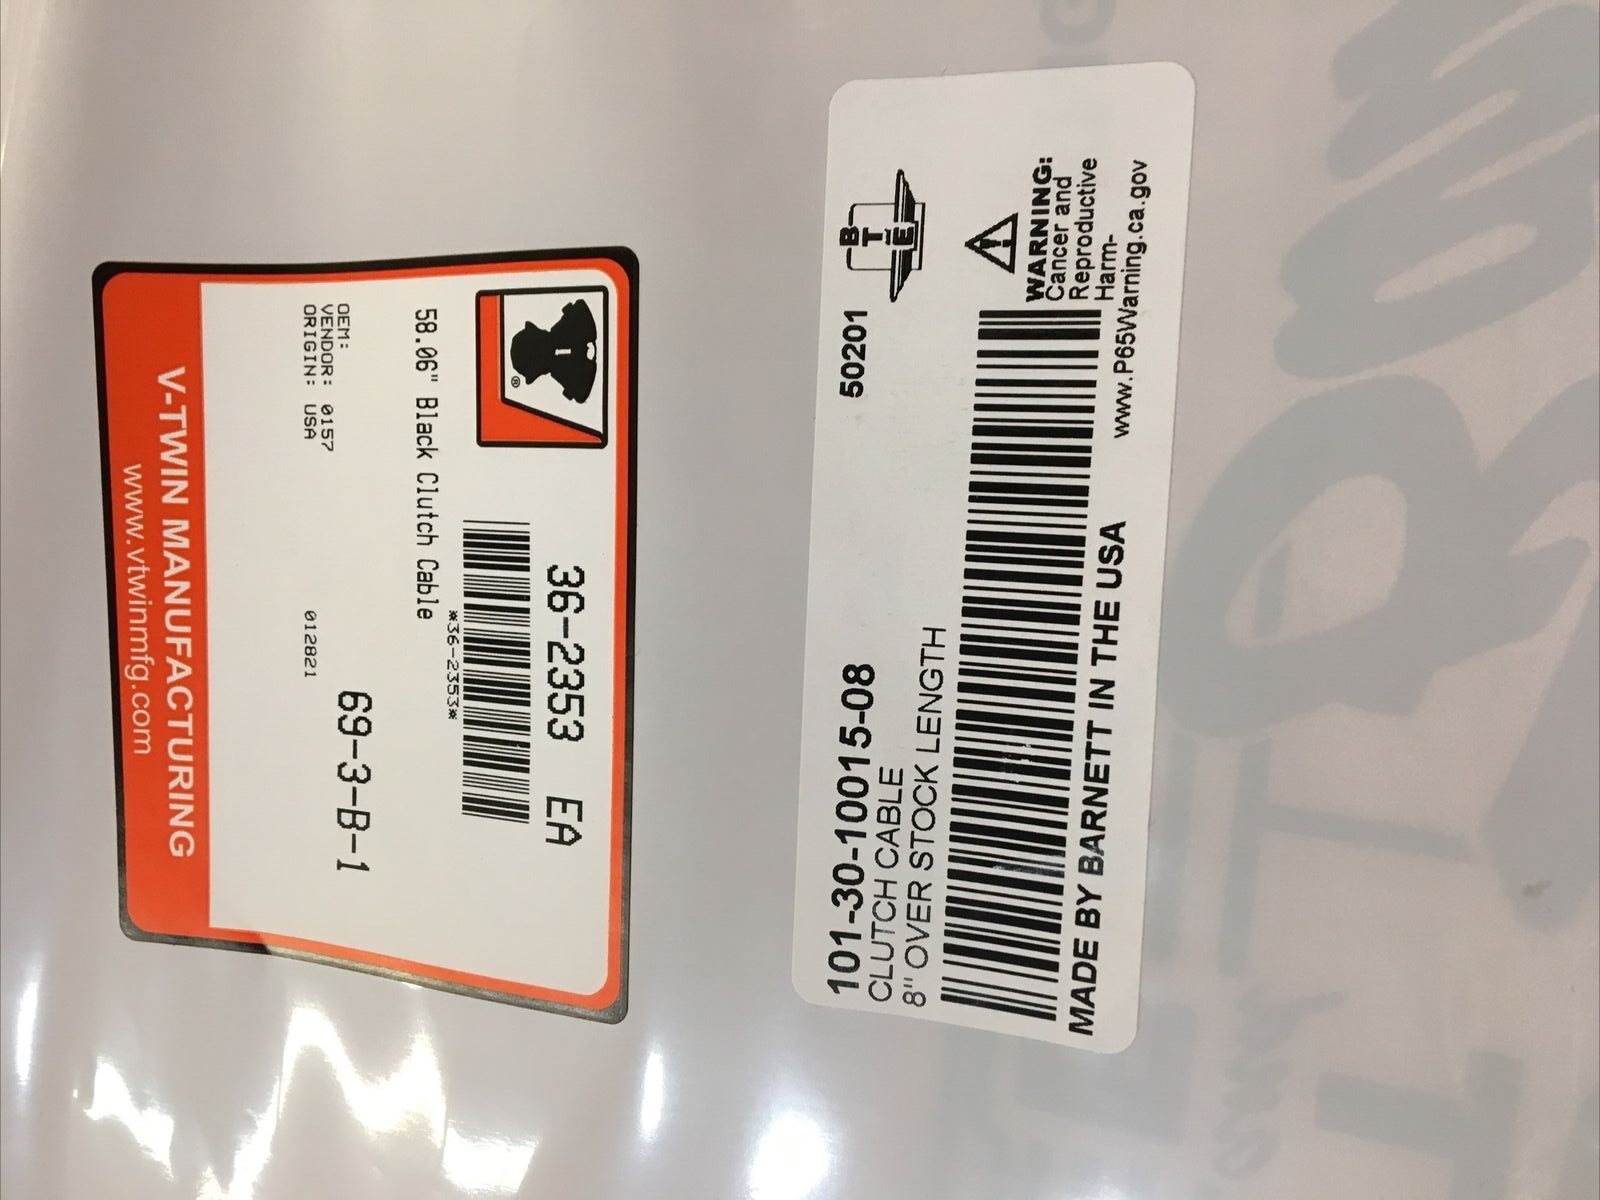 36-2353 EA
*36-2353*
58.06" Black Clutch Cable
69-3-B-1
OEM:
VENDOR: 0157
ORIGIN: USA
012821
V-TWIN MANUFACTURING
www.vtwinmfg.com
®
101-30-10015-08
50201
CLUTCH CABLE
8" OVER STOCK LENGTH
B
T
E
WARNING:
Cancer and
Reproductive
Harm-
www.P65Warning.ca.gov
MADE BY BARNETT IN THE USA